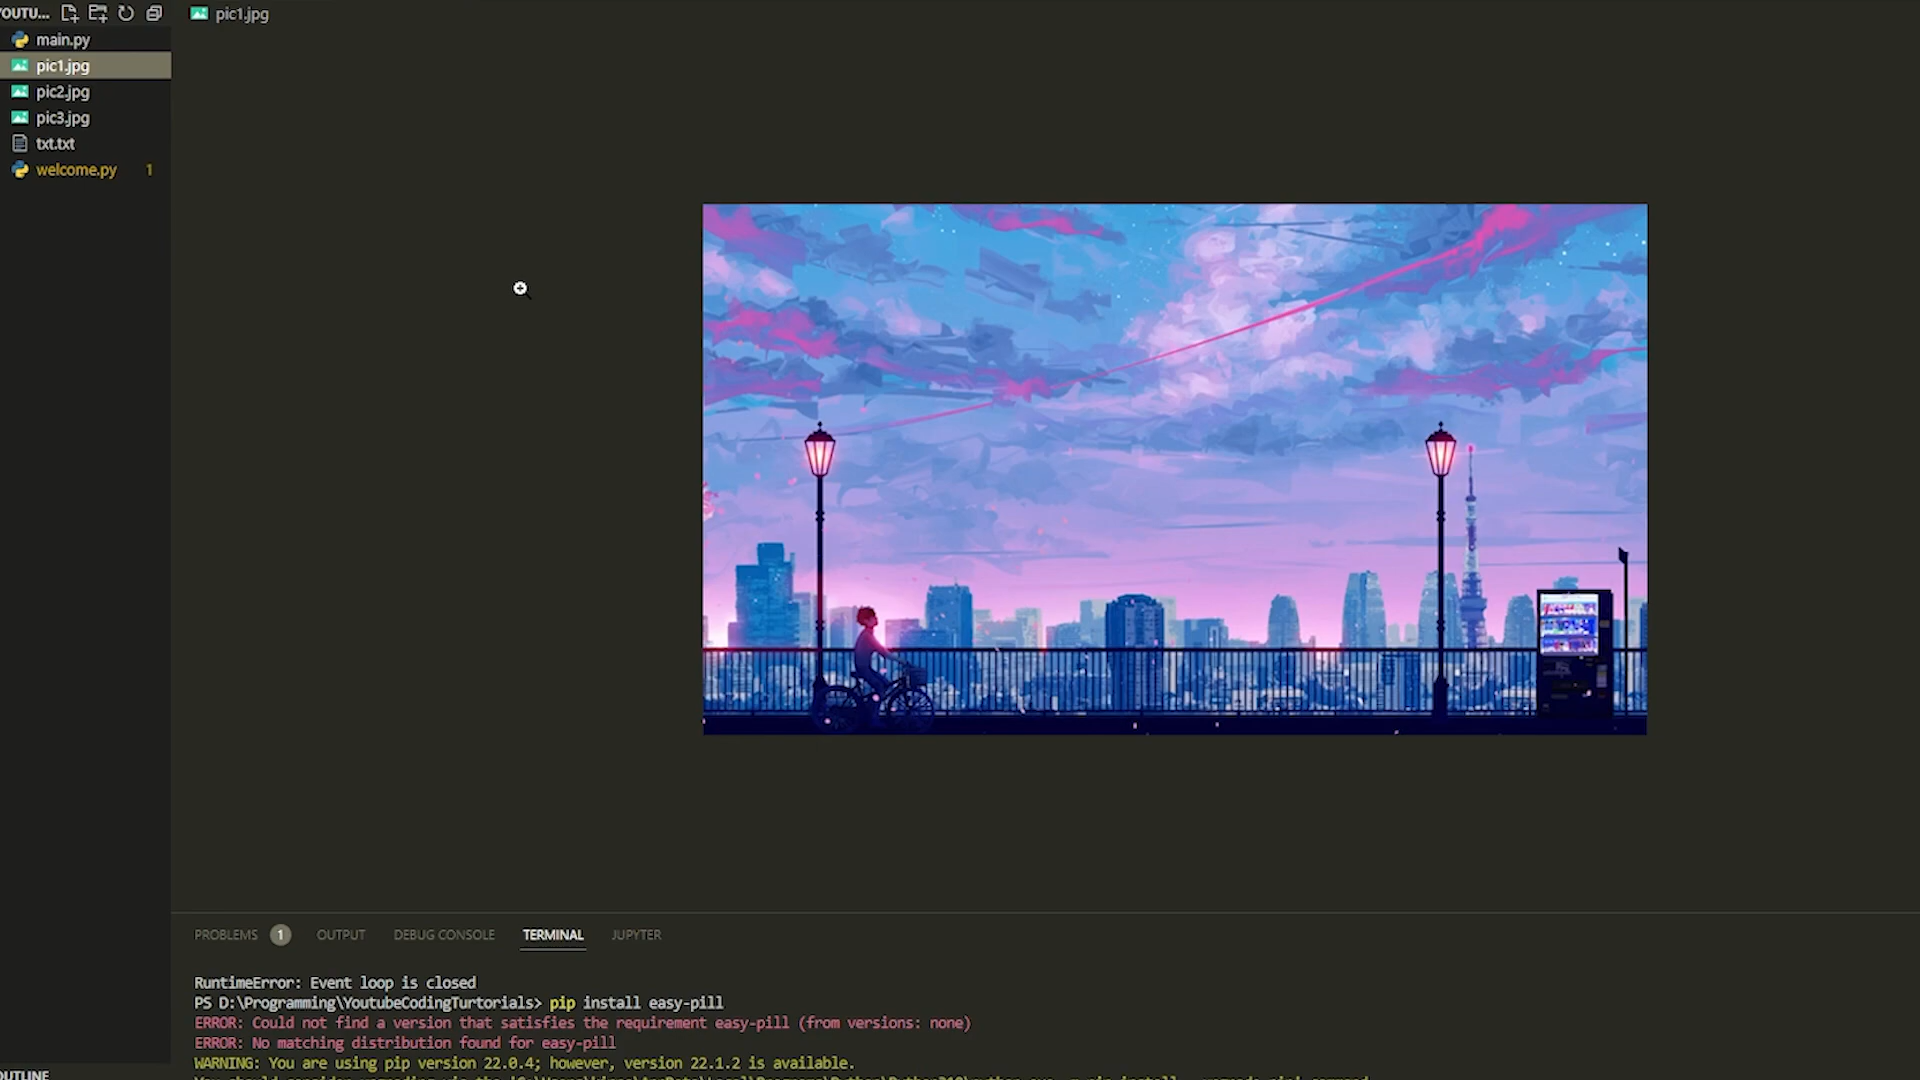 YOUTU...
pic1.jpg
main.py
pic1.jpg
pic2.jpg
pic3.jpg
txt.txt
welcome.py 1
PROBLEMS 1 OUTPUT DEBUG CONSOLE TERMINAL JUPYTER
RuntimeError: Event loop is closed
PS D:\Programming\YoutubeCodingTurtorials> pip install easy-pill
ERROR: Could not find a version that satisfies the requirement easy-pill (from versions: none)
ERROR: No matching distribution found for easy-pill
WARNING: You are using pip version 22.0.4; however, version 22.1.2 is available.
OUTLINE